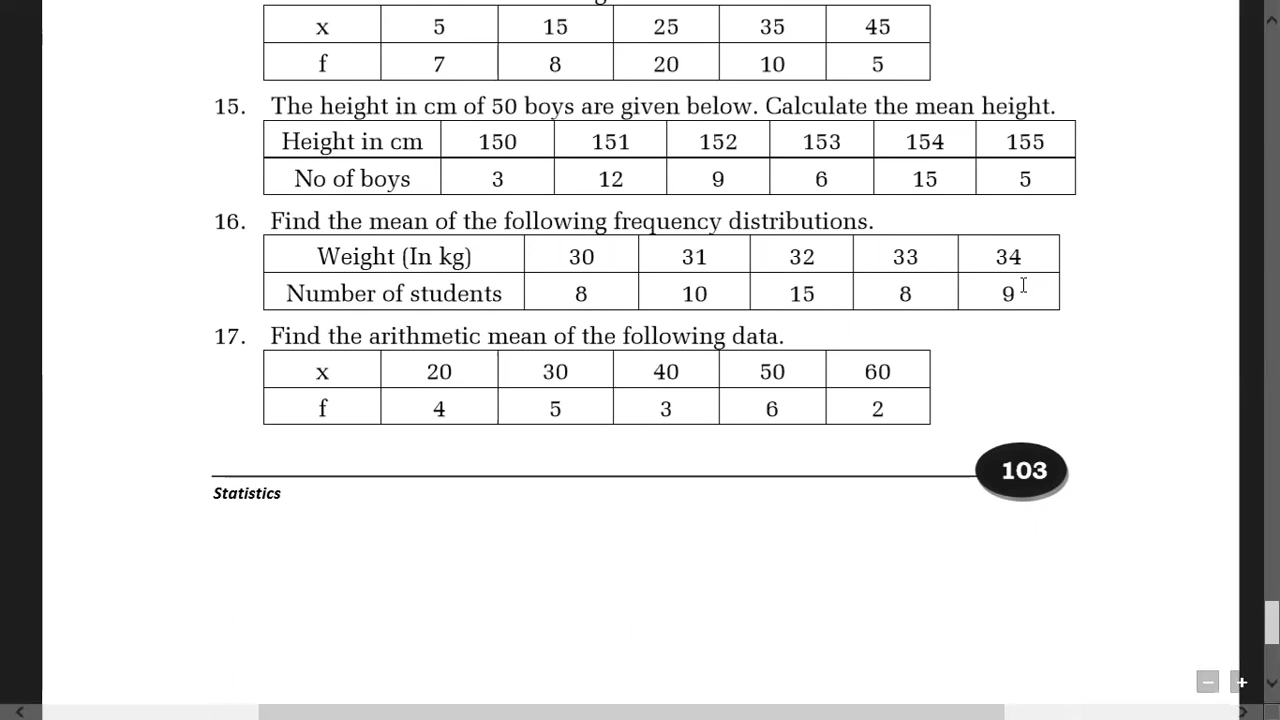 x 5 15 25 35 45
f 7 8 20 10 5
15. The height in cm of 50 boys are given below. Calculate the mean height.
Height in cm 150 151 152 153 154 155
No of boys 3 12 9 6 15 5
16. Find the mean of the following frequency distributions.
Weight (In kg) 30 31 32 33 34
Number of students 8 10 15 8 9
17. Find the arithmetic mean of the following data.
x 20 30 40 50 60
f 4 5 3 6 2
103
Statistics